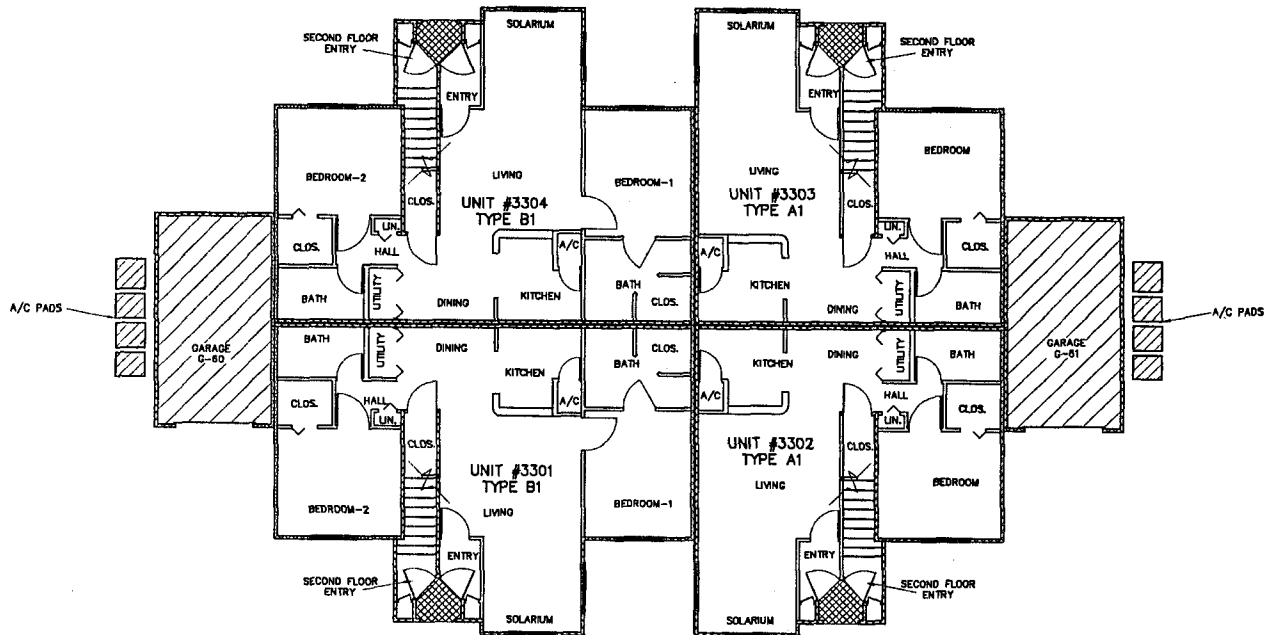 SOLARIUM
SOLARIUM
SECOND FLOOR
ENTRY
SECOND FLOOR
ENTRY
ENTRY
ENTRY
BEDROOM
BEDROOM-2
LIVING
BEDROOM-1
LIVING
CLOS.
UNIT #3304
TYPE B1
UNIT #3303
TYPE A1
CLOS.
LIN.
LIN.
CLOS.
HALL
A/C
A/C
HALL
CLOS.
UTILITY
BATH
KITCHEN
BATH
CLOS.
KITCHEN
UTILITY
BATH
DINING
DINING
A/C PADS
A/C PADS
GARAGE
G-60
GARAGE
G-61
BATH
UTILITY
DINING
KITCHEN
BATH
CLOS.
KITCHEN
DINING
UTILITY
BATH
HALL
A/C
A/C
HALL
CLOS.
LIN.
LIN.
CLOS.
CLOS.
CLOS.
UNIT #3301
TYPE B1
UNIT #3302
TYPE A1
LIVING
BEDROOM
BEDROOM-2
LIVING
BEDROOM-1
ENTRY
ENTRY
SECOND FLOOR
ENTRY
SECOND FLOOR
ENTRY
SOLARIUM
SOLARIUM